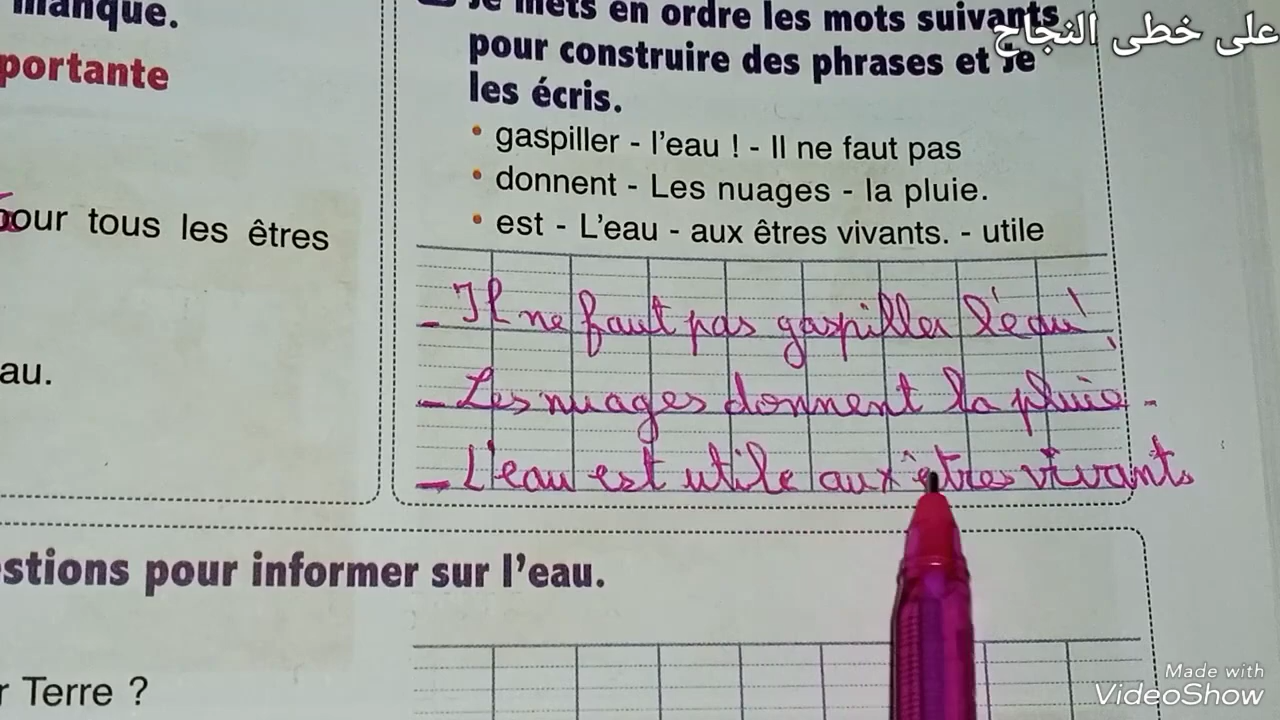 manque.
portante
pour tous les êtres
au.
Je mets en ordre les mots suivants
pour construire des phrases et Je
les écris.
• gaspiller - l'eau ! - Il ne faut pas
• donnent - Les nuages - la pluie.
• est - L'eau - aux êtres vivants. - utile
_ Il ne faut pas gaspiller l'eau !
_ Les nuages donnent la pluie.
_ L'eau est utile aux êtres vivants
stions pour informer sur l'eau.
r Terre ?
على خطى النجاح
Made with
VideoShow